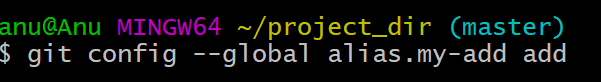 anu@Anu MINGW64 ~/project_dir (master)
$ git config --global alias.my-add add